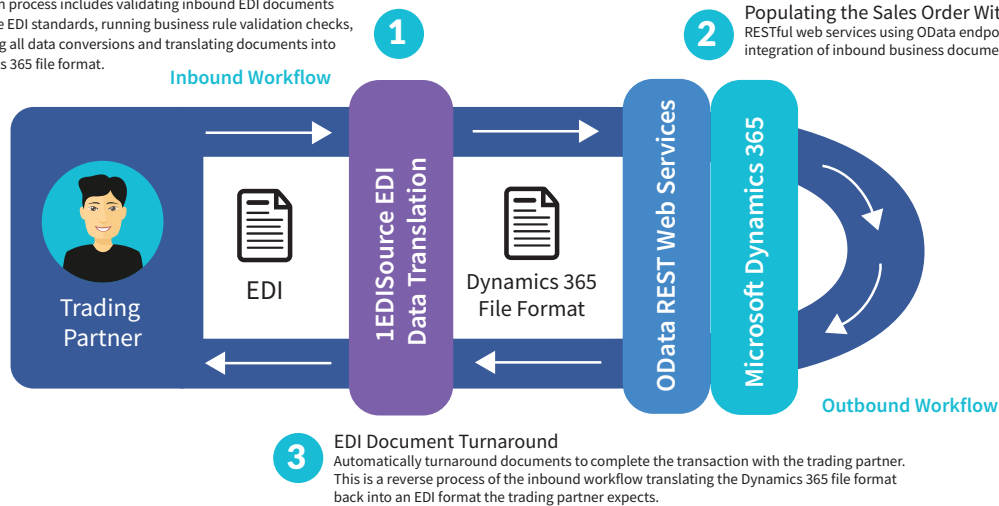 process includes validating inbound EDI documents
EDI standards, running business rule validation checks,
all data conversions and translating documents into
365 file format.
Inbound Workflow
1
2
Populating the Sales Order
RESTful web services using OData
integration of inbound business
Trading
Partner
EDI
1EDISource EDI
Data Translation
Dynamics 365
File Format
OData REST Web Services
Microsoft Dynamics 365
Outbound Workflow
3
EDI Document Turnaround
Automatically turnaround documents to complete the transaction with the trading partner.
This is a reverse process of the inbound workflow translating the Dynamics 365 file format
back into an EDI format the trading partner expects.